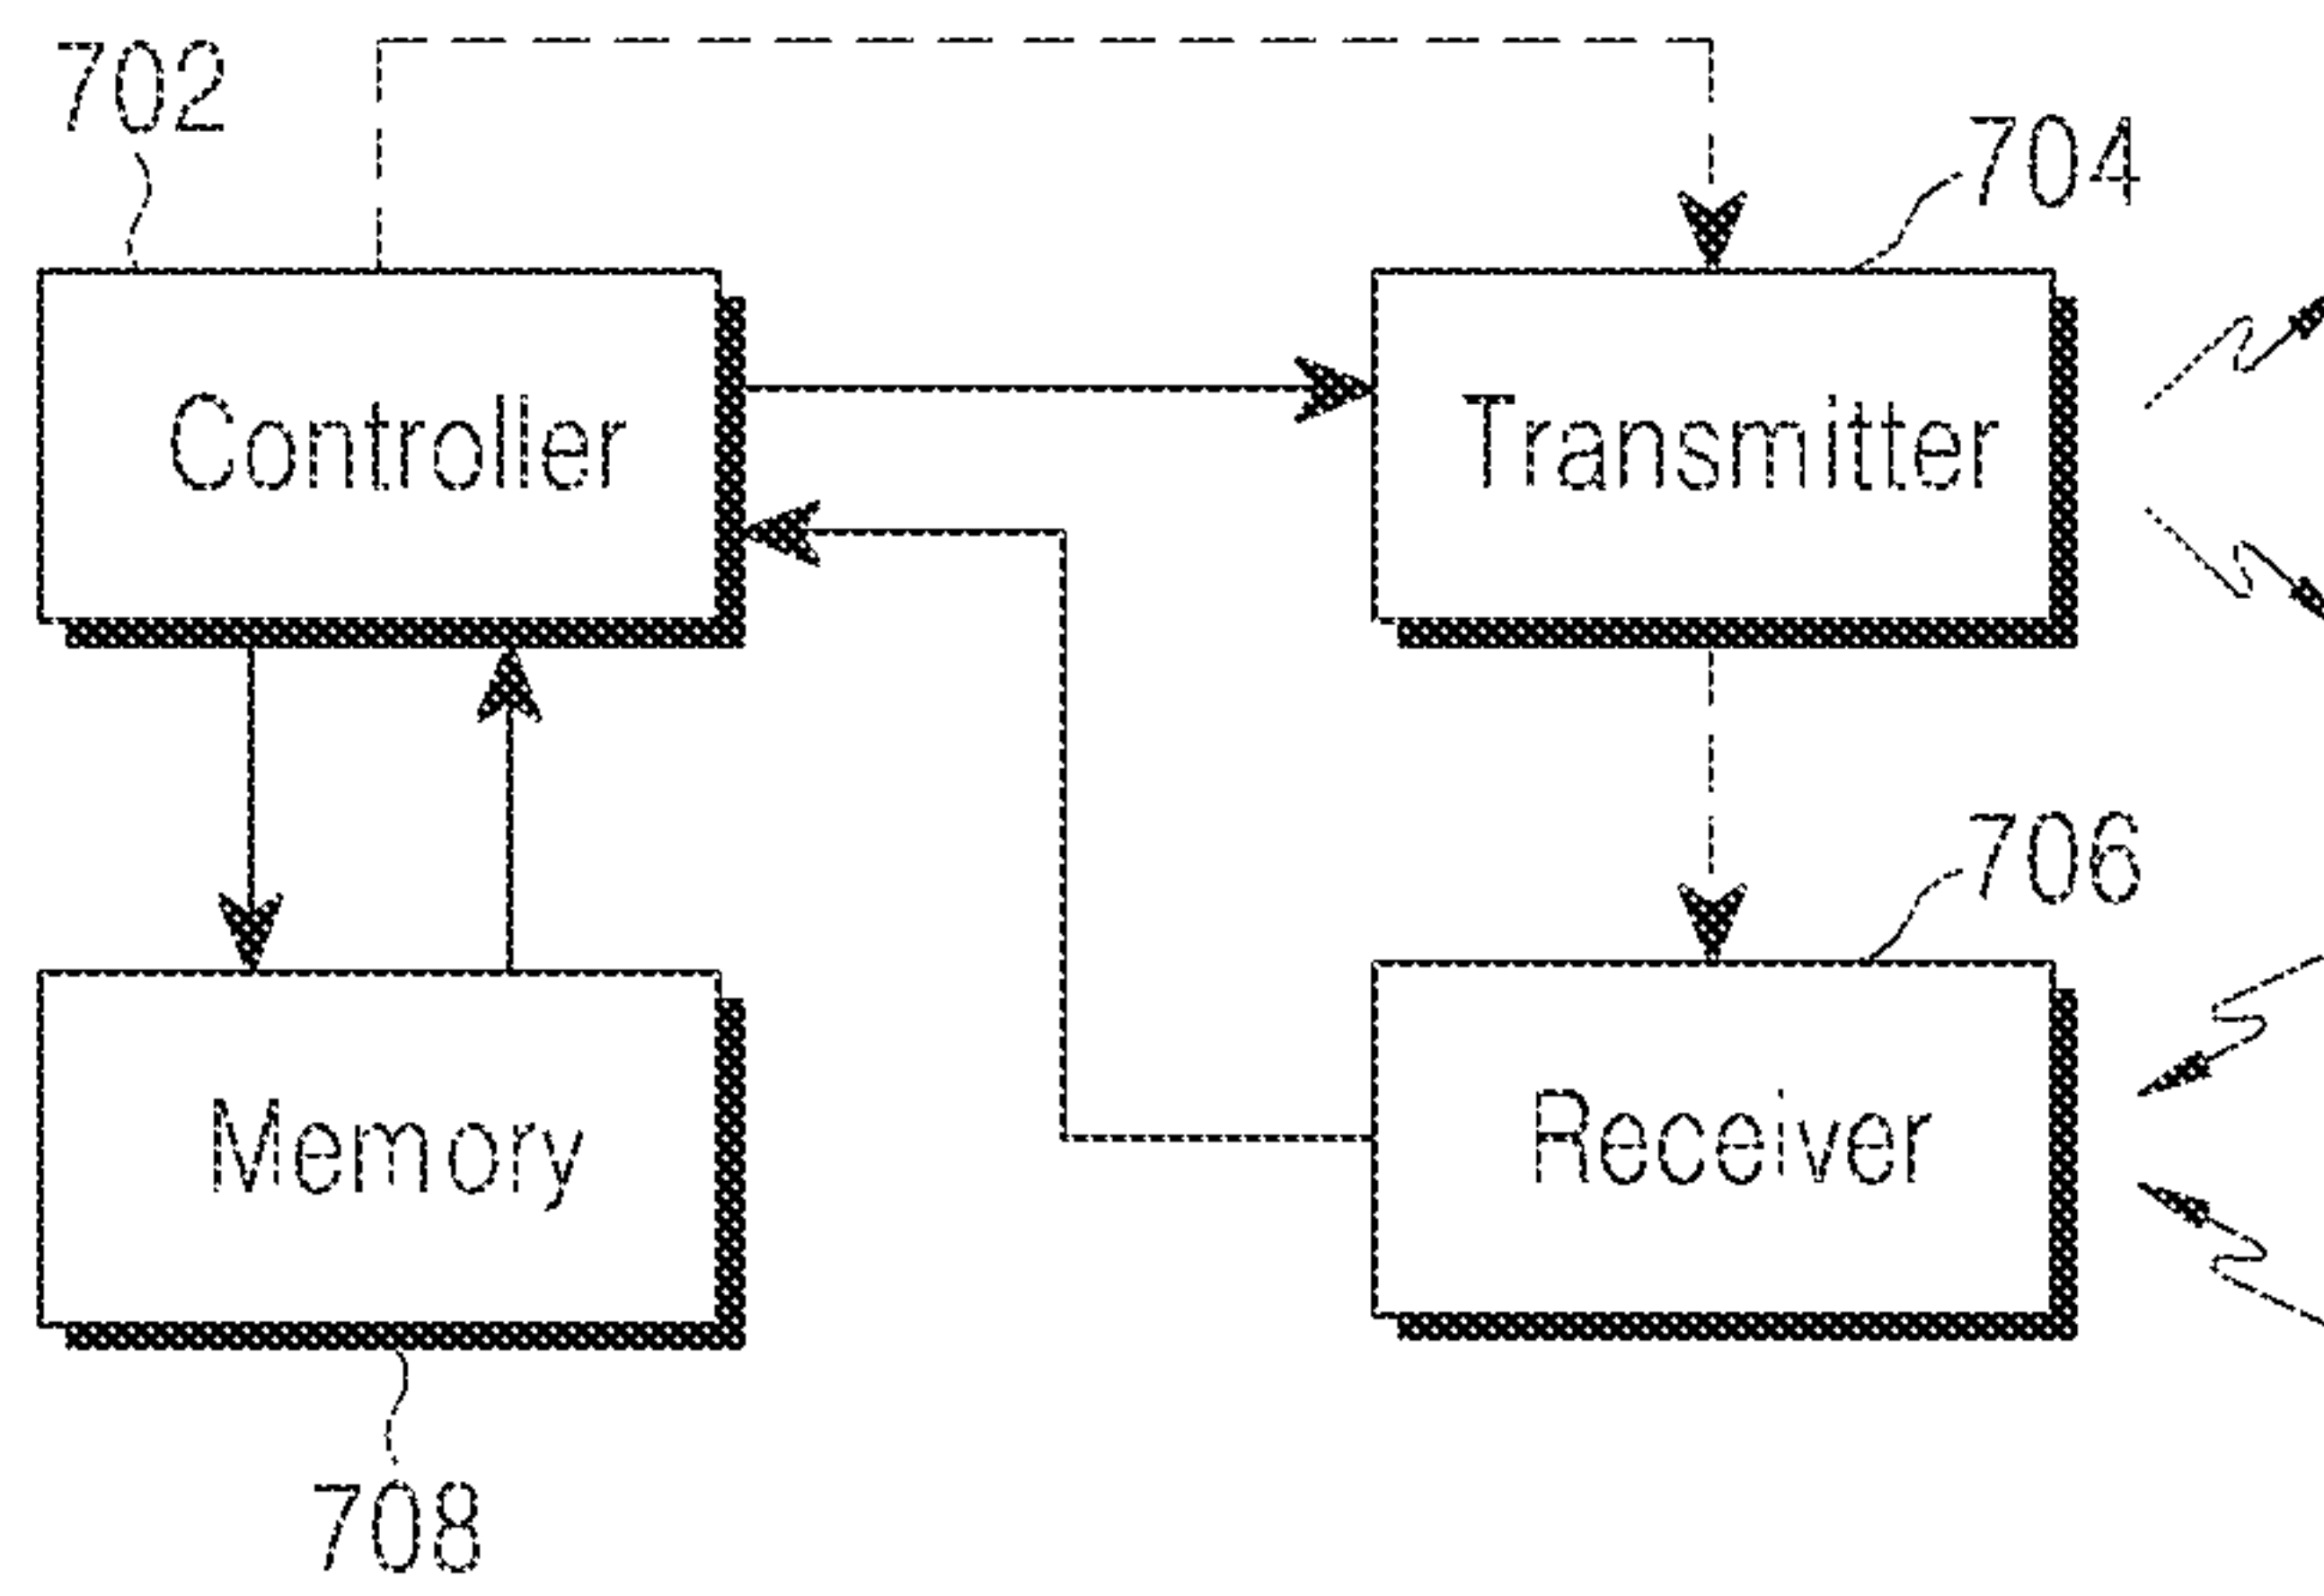 702
704
Controller
Transmitter
706
Memory
Receiver
708